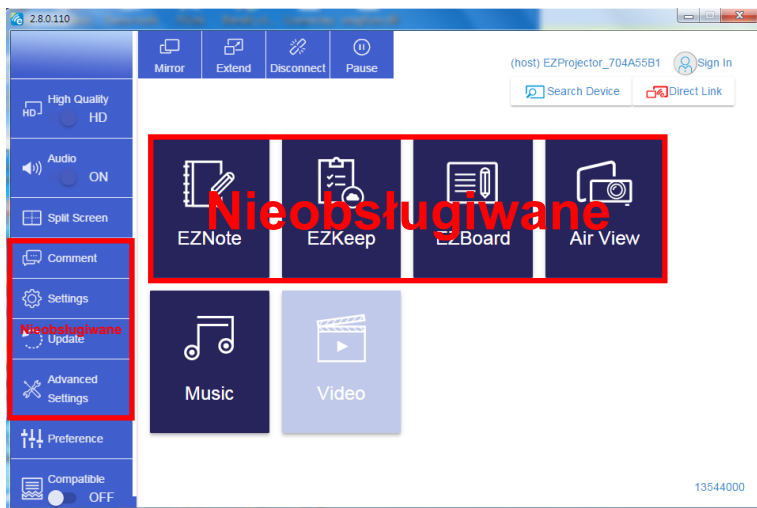 2.8.0.110
Mirror
Extend
Disconnect
Pause
(host) EZProjector_704A55B1
Sign In
Search Device
Direct Link
High Quality
HD
HD
Audio
ON
Split Screen
Comment
Settings
Nieobsługiwane
Update
Advanced
Settings
Preference
Compatible
OFF
Nieobsługiwane
EZNote
EZKeep
EZBoard
Air View
Music
Video
13544000